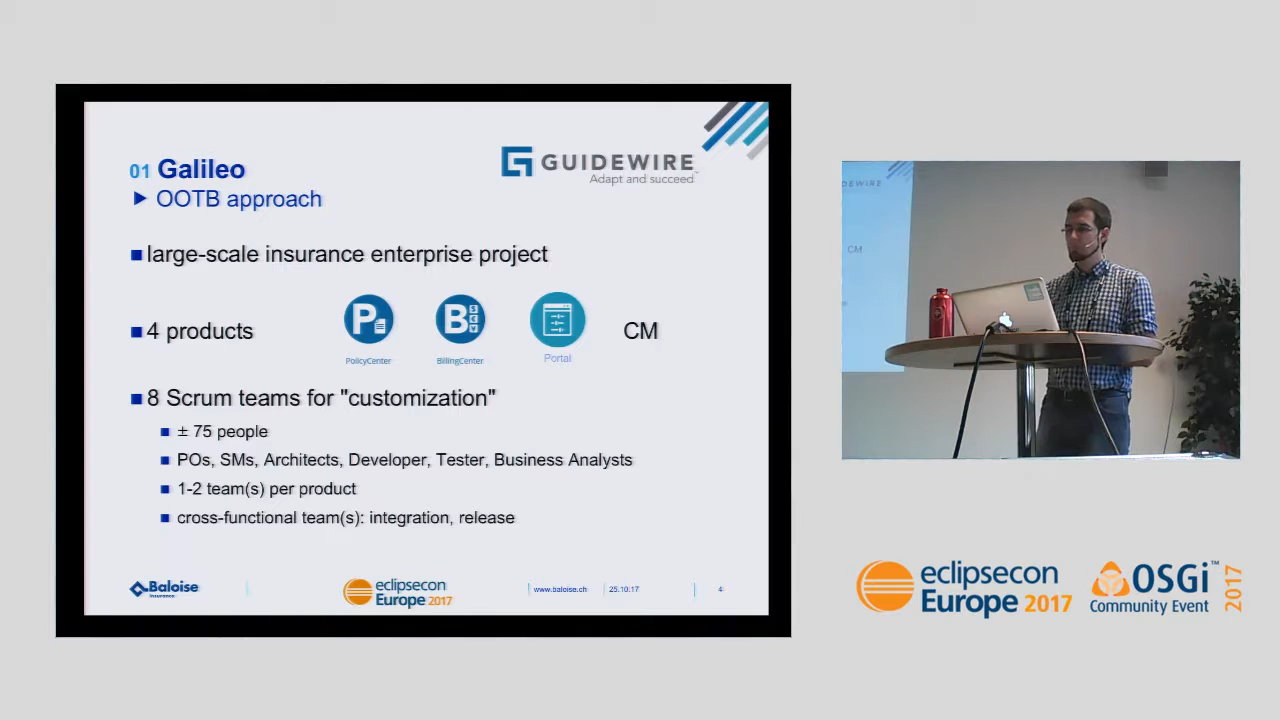 01 Galileo
▶ OOTB approach
GUIDEWIRE
Adapt and succeed
large-scale insurance enterprise project
4 products
PolicyCenter
BillingCenter
Portal
CM
8 Scrum teams for "customization"
± 75 people
POs, SMs, Architects, Developer, Tester, Business Analysts
1-2 team(s) per product
cross-functional team(s): integration, release
Baloise
Insurance
eclipsecon
Europe 2017
www.baloise.ch
25.10.17
4
IDEWIRE
CM
eclipsecon
Europe 2017
OSGi™
Community Event
2017